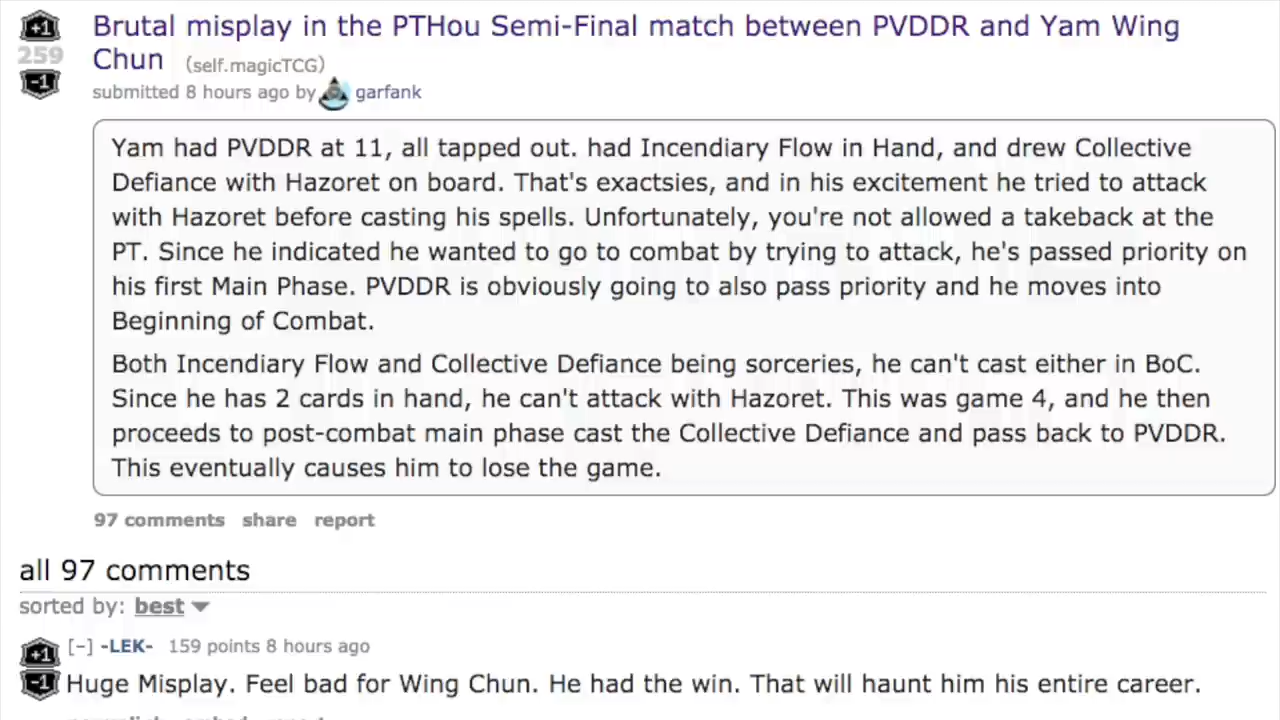 +1
259
-1
Brutal misplay in the PTHou Semi-Final match between PVDDR and Yam Wing
Chun (self.magicTCG)
submitted 8 hours ago by garfank
Yam had PVDDR at 11, all tapped out. had Incendiary Flow in Hand, and drew Collective
Defiance with Hazoret on board. That's exactsies, and in his excitement he tried to attack
with Hazoret before casting his spells. Unfortunately, you're not allowed a takeback at the
PT. Since he indicated he wanted to go to combat by trying to attack, he's passed priority on
his first Main Phase. PVDDR is obviously going to also pass priority and he moves into
Beginning of Combat.
Both Incendiary Flow and Collective Defiance being sorceries, he can't cast either in BoC.
Since he has 2 cards in hand, he can't attack with Hazoret. This was game 4, and he then
proceeds to post-combat main phase cast the Collective Defiance and pass back to PVDDR.
This eventually causes him to lose the game.
97 comments share report
all 97 comments
sorted by: best
+1
[-] -LEK- 159 points 8 hours ago
-1
Huge Misplay. Feel bad for Wing Chun. He had the win. That will haunt him his entire career.